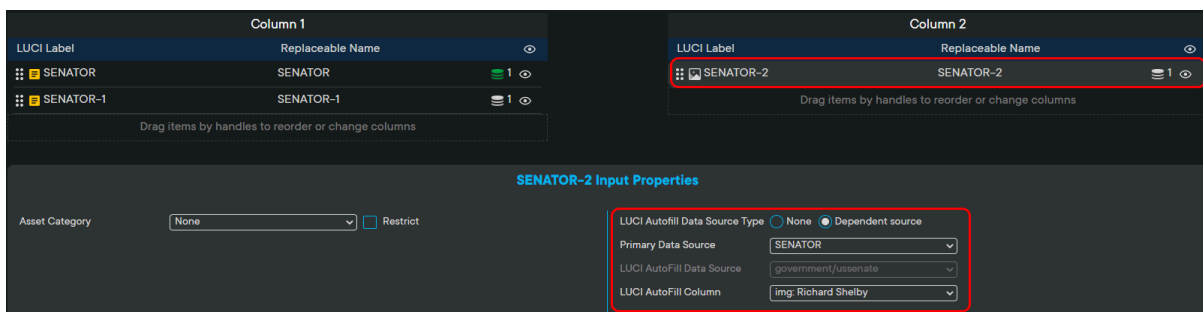 Column 1
LUCI Label Replaceable Name
SENATOR SENATOR 1
SENATOR-1 SENATOR-1 1
Drag items by handles to reorder or change columns
Column 2
LUCI Label Replaceable Name
SENATOR-2 SENATOR-2 1
Drag items by handles to reorder or change columns
SENATOR-2 Input Properties
Asset Category None Restrict
LUCI Autofill Data Source Type None Dependent source
Primary Data Source SENATOR
LUCI AutoFill Data Source government/ussenate
LUCI AutoFill Column img: Richard Shelby